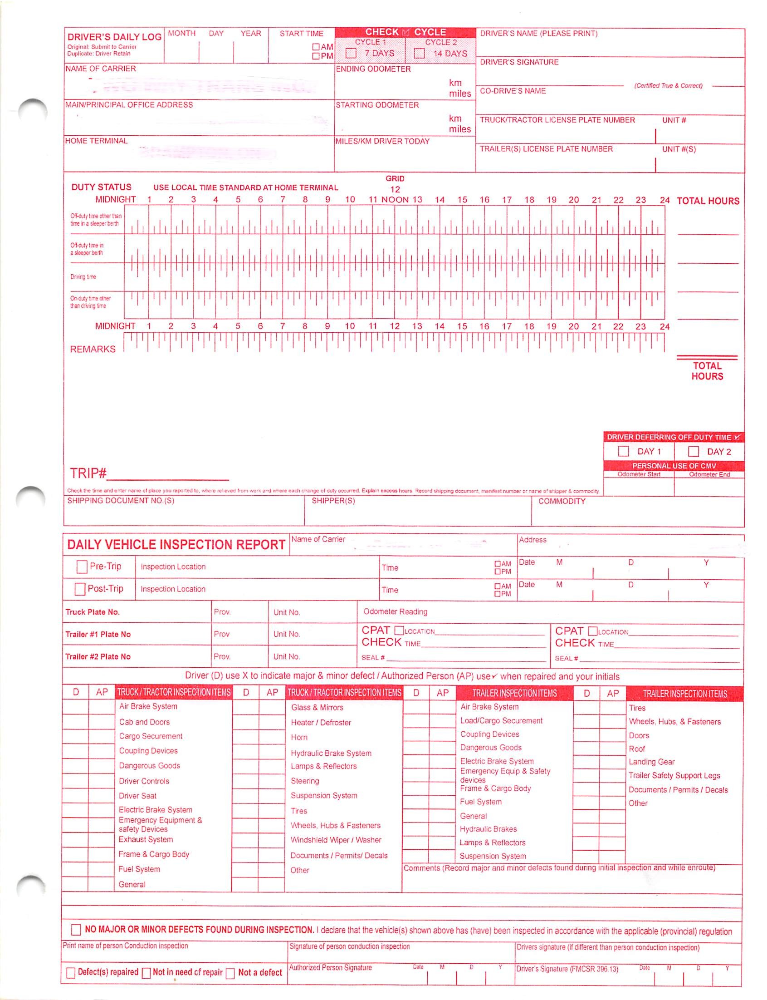 DRIVER'S DAILY LOG
Original: Submit to Carrier
Duplicate: Driver Retain
MONTH DAY YEAR START TIME
AM
PM
CHECK CYCLE
CYCLE 1 CYCLE 2
7 DAYS 14 DAYS
DRIVER'S NAME (PLEASE PRINT)
DRIVER'S SIGNATURE
(Certified True & Correct)
NAME OF CARRIER
ENDING ODOMETER
km
miles
CO-DRIVE'S NAME
MAIN/PRINCIPAL OFFICE ADDRESS
STARTING ODOMETER
km
miles
TRUCK/TRACTOR LICENSE PLATE NUMBER UNIT #
HOME TERMINAL
MILES/KM DRIVER TODAY
TRAILER(S) LICENSE PLATE NUMBER UNIT #(S)
GRID
DUTY STATUS USE LOCAL TIME STANDARD AT HOME TERMINAL 12
MIDNIGHT 1 2 3 4 5 6 7 8 9 10 11 NOON 13 14 15 16 17 18 19 20 21 22 23 24 TOTAL HOURS
Off-duty time other than
time in a sleeper berth
Off-duty time in
a sleeper berth
Driving time
On-duty time other
than driving time
MIDNIGHT 1 2 3 4 5 6 7 8 9 10 11 12 13 14 15 16 17 18 19 20 21 22 23 24
REMARKS
TOTAL
HOURS
DRIVER DEFERRING OFF DUTY TIME
DAY 1 DAY 2
PERSONAL USE OF CMV
Odometer Start Odometer End
TRIP#
Check the time and enter name of place you reported to, where relieved from work and where each change of duty occurred. Explain excess hours. Record shipping document, manifest number or name of shipper & commodity.
SHIPPING DOCUMENT NO.(S) SHIPPER(S) COMMODITY
DAILY VEHICLE INSPECTION REPORT Name of Carrier Address
Pre-Trip Inspection Location Time AM PM Date M D Y
Post-Trip Inspection Location Time AM PM Date M D Y
Truck Plate No. Prov. Unit No. Odometer Reading
Trailer #1 Plate No Prov Unit No.
Trailer #2 Plate No Prov. Unit No.
CPAT LOCATION
CHECK TIME
SEAL #
CPAT LOCATION
CHECK TIME
SEAL #
Driver (D) use X to indicate major & minor defect / Authorized Person (AP) use ✓ when repaired and your initials
D AP TRUCK / TRACTOR INSPECTION ITEMS
Air Brake System
Cab and Doors
Cargo Securement
Coupling Devices
Dangerous Goods
Driver Controls
Driver Seat
Electric Brake System
Emergency Equipment &
safety Devices
Exhaust System
Frame & Cargo Body
Fuel System
General
D AP TRUCK / TRACTOR INSPECTION ITEMS
Glass & Mirrors
Heater / Defroster
Horn
Hydraulic Brake System
Lamps & Reflectors
Steering
Suspension System
Tires
Wheels, Hubs & Fasteners
Windshield Wiper / Washer
Documents / Permits/ Decals
Other
D AP TRAILER INSPECTION ITEMS
Air Brake System
Load/Cargo Securement
Coupling Devices
Dangerous Goods
Electric Brake System
Emergency Equip & Safety
devices
Frame & Cargo Body
Fuel System
General
Hydraulic Brakes
Lamps & Reflectors
Suspension System
D AP TRAILER INSPECTION ITEMS
Tires
Wheels, Hubs, & Fasteners
Doors
Roof
Landing Gear
Trailer Safety Support Legs
Documents / Permits / Decals
Other
Comments (Record major and minor defects found during initial inspection and while enroute)
NO MAJOR OR MINOR DEFECTS FOUND DURING INSPECTION. I declare that the vehicle(s) shown above has (have) been inspected in accordance with the applicable (provincial) regulation
Print name of person Conduction inspection Signature of person conduction inspection Drivers signature (if different than person conduction inspection)
Defect(s) repaired Not in need of repair Not a defect Authorized Person Signature Date M D Y Driver's Signature (FMCSR 396.13) Date M D Y